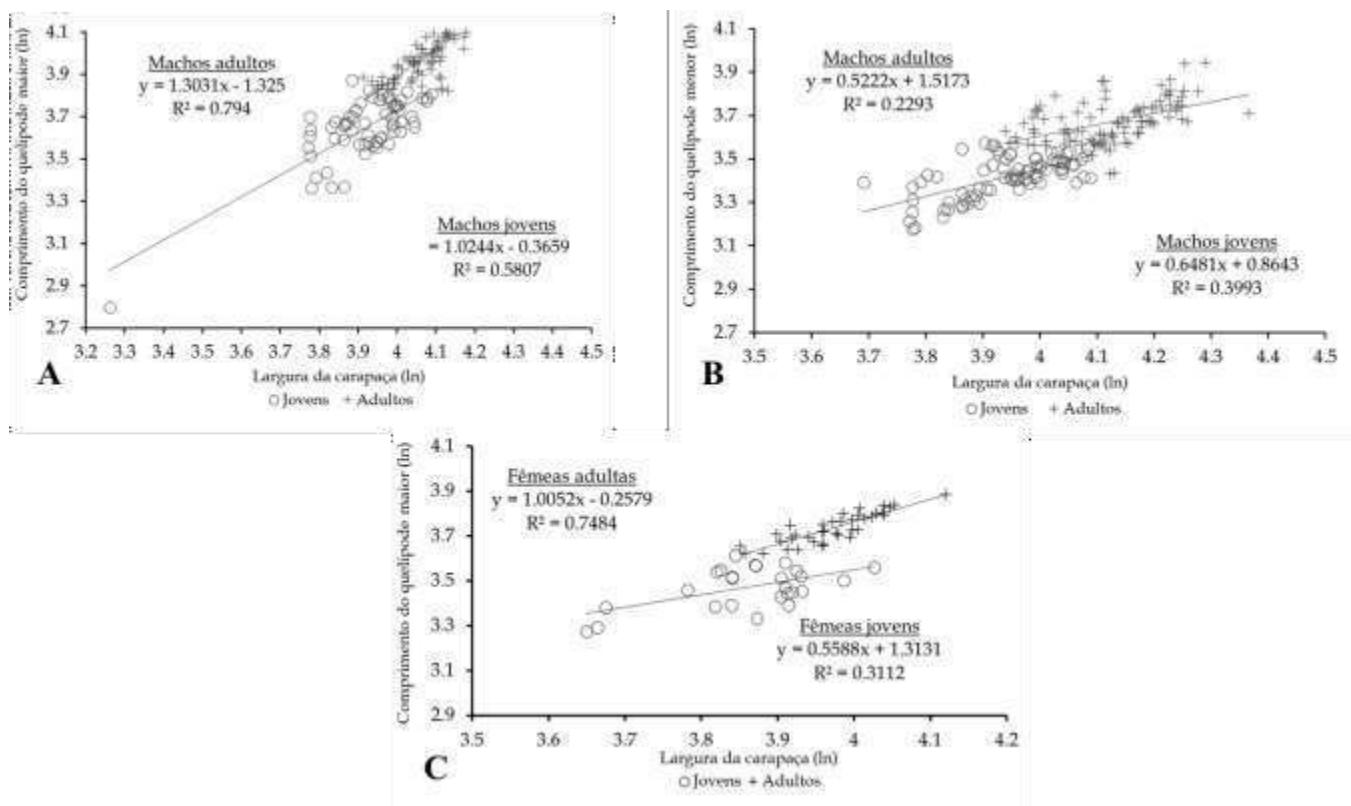 Comprimento do quelípode maior (ln)
4.1
3.9
3.7
3.5
3.3
3.1
2.9
2.7
Machos adultos
y = 1.3031x - 1.325
R² = 0.794
Machos jovens
= 1.0244x - 0.3659
R² = 0.5807
3.2 3.3 3.4 3.5 3.6 3.7 3.8 3.9 4 4.1 4.2 4.3 4.4 4.5
Largura da carapaça (ln)
Jovens + Adultos
A
Comprimento do quelípode menor (ln)
4.1
3.9
3.7
3.5
3.3
3.1
2.9
2.7
Machos adultos
y = 0.5222x + 1.5173
R² = 0.2293
Machos jovens
y = 0.6481x + 0.8643
R² = 0.3993
3.5 3.6 3.7 3.8 3.9 4 4.1 4.2 4.3 4.4 4.5
Largura da carapaça (ln)
Jovens + Adultos
B
Comprimento do quelípode maior (ln)
4.1
3.9
3.7
3.5
3.3
3.1
2.9
Fêmeas adultas
y = 1.0052x - 0.2579
R² = 0.7484
Fêmeas jovens
y = 0.5588x + 1.3131
R² = 0.3112
3.5 3.6 3.7 3.8 3.9 4 4.1 4.2
Largura da carapaça (ln)
Jovens + Adultos
C